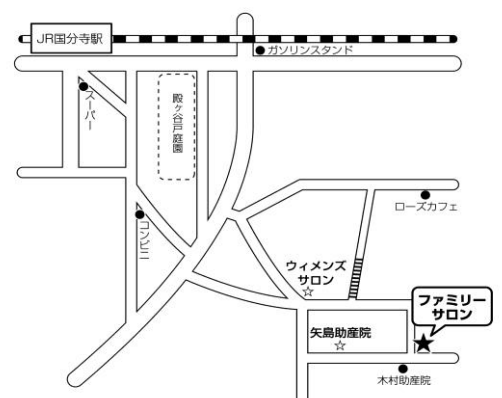 JR国分寺駅
ガソリンスタンド
スーパー
殿ヶ谷戸庭園
コンビニ
ローズカフェ
ウィメンズ
サロン
☆
ファミリー
サロン
矢島助産院
☆
★
木村助産院